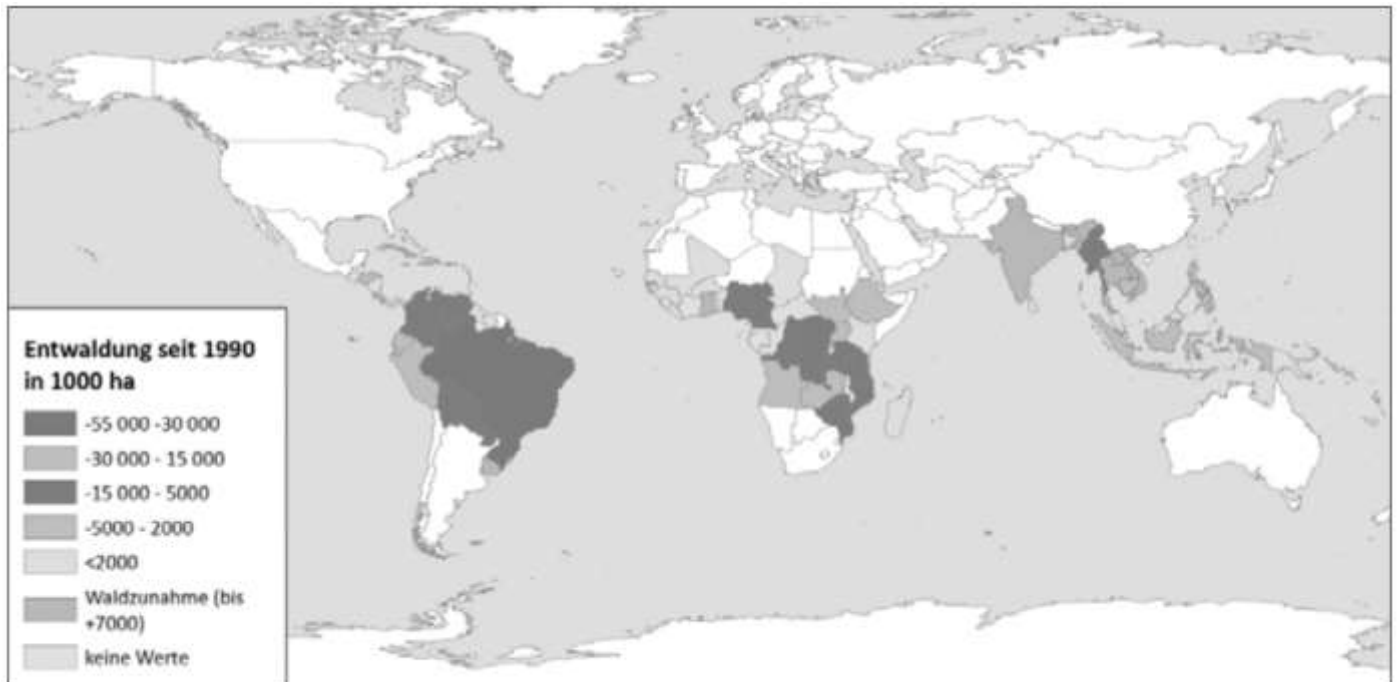 Entwaldung seit 1990
in 1000 ha
-55 000 -30 000
-30 000 - 15 000
-15 000 - 5000
-5000 - 2000
<2000
Waldzunahme (bis
+7000)
keine Werte